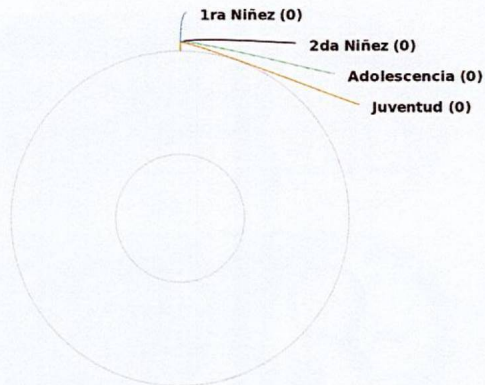 1ra Niñez (0)
2da Niñez (0)
Adolescencia (0)
Juventud (0)